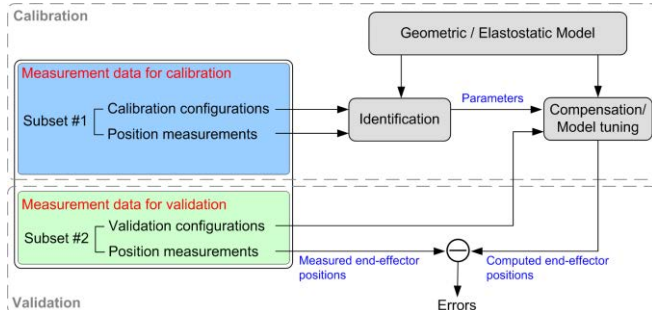 Calibration
Geometric / Elastostatic Model
Measurement data for calibration
Subset #1
Calibration configurations
Position measurements
Identification
Parameters
Compensation/
Model tuning
Measurement data for validation
Subset #2
Validation configurations
Position measurements
Measured end-effector
positions
Computed end-effector
positions
Errors
Validation